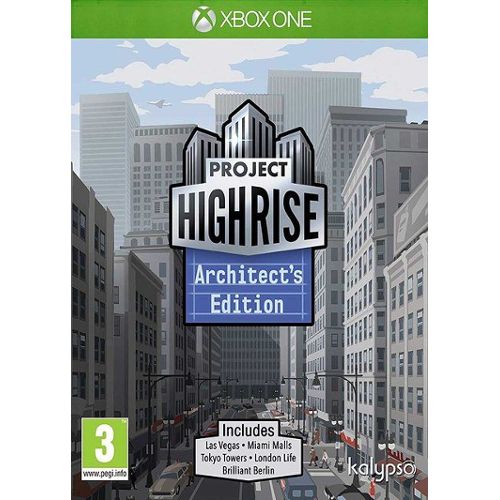 XBOX ONE
PROJECT
HIGHRISE
Architect's
Edition
Includes
Las Vegas • Miami Malls
Tokyo Towers • London Life
Brilliant Berlin
3
www.pegi.info
kalypso